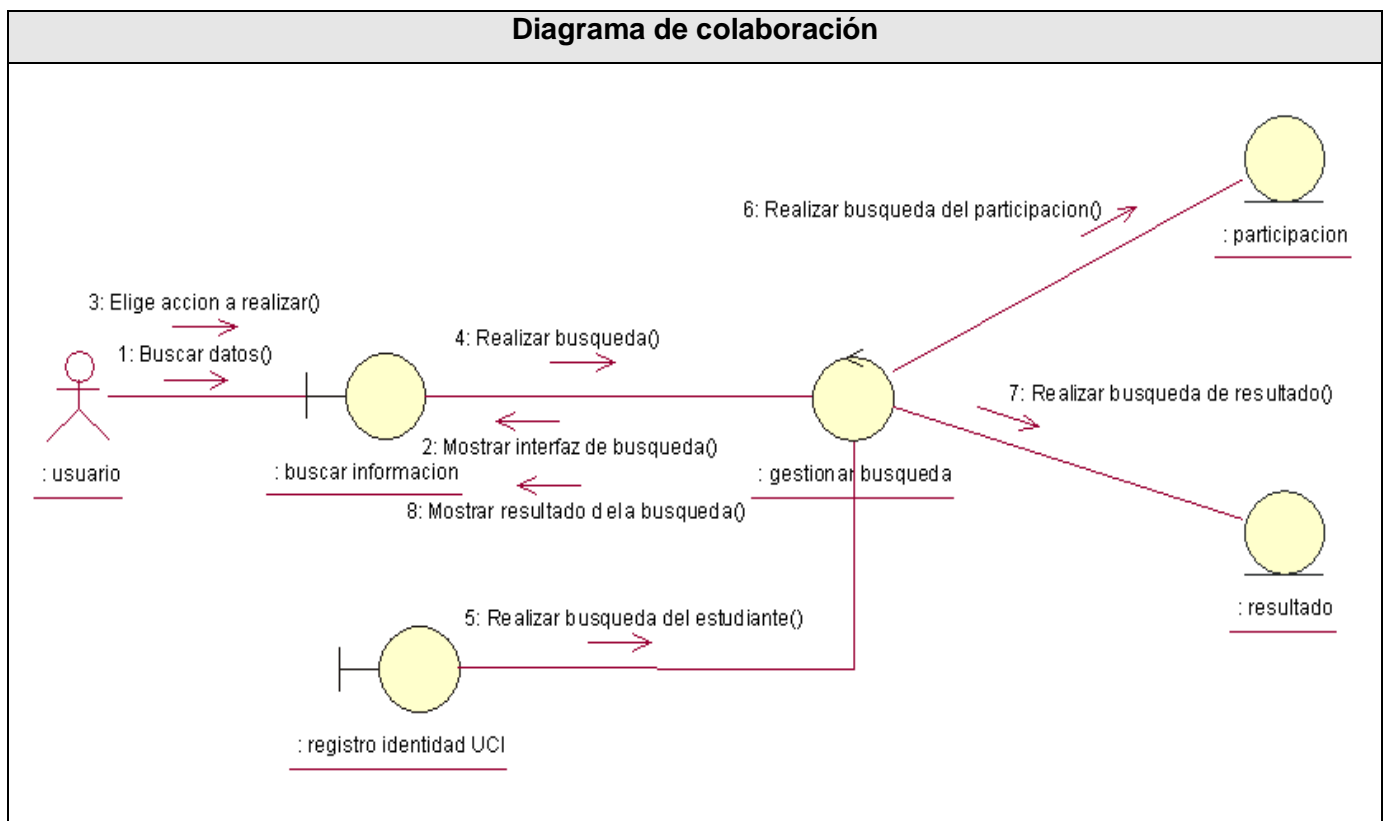 Diagrama de colaboración
6: Realizar busqueda del participacion()
: participacion
3: Elige accion a realizar()
1: Buscar datos()
4: Realizar busqueda()
7: Realizar busqueda de resultado()
2: Mostrar interfaz de busqueda()
: usuario
: buscar informacion
: gestionar busqueda
8: Mostrar resultado dela busqueda()
: resultado
5: Realizar busqueda del estudiante()
: registro identidad UCI